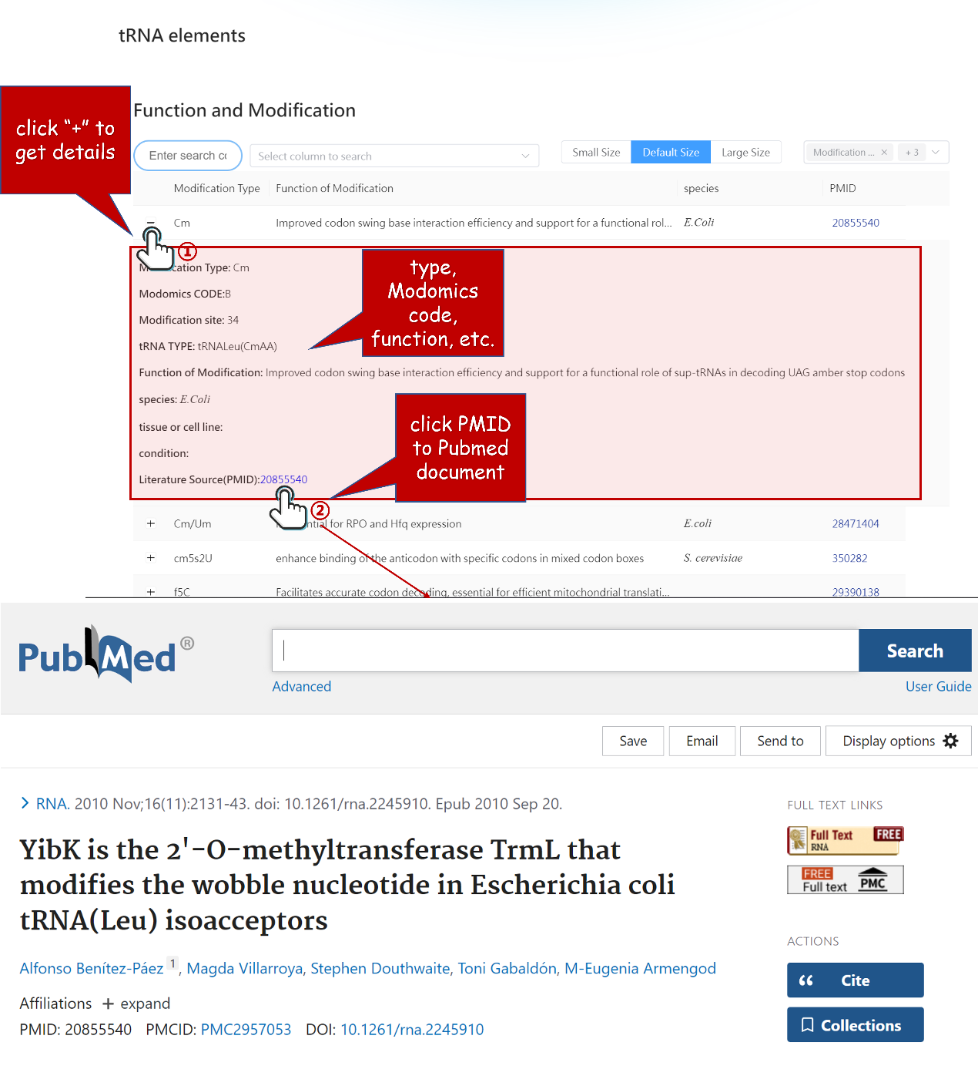 tRNA elements
Function and Modification
click “+” to
get details
Enter search co
Select column to search
Small Size Default Size Large Size
Modification ... × + 3
Modification Type Function of Modification species PMID
− Cm Improved codon swing base interaction efficiency and support for a functional rol... E.Coli 20855540
①
Modification Type: Cm
Modomics CODE:B
Modification site: 34
tRNA TYPE: tRNALeu(CmAA)
Function of Modification: Improved codon swing base interaction efficiency and support for a functional role of sup-tRNAs in decoding UAG amber stop codons
species: E.Coli
tissue or cell line:
condition:
Literature Source(PMID):20855540
type,
Modomics
code,
function, etc.
click PMID
to Pubmed
document
②
+ Cm/Um for RPO and Hfq expression E.coli 28471404
+ cm5s2U enhance binding of the anticodon with specific codons in mixed codon boxes S. cerevisiae 350282
+ f5C Facilitates accurate codon decoding, essential for efficient mitochondrial translati... 29390138
PubMed®
Search
Advanced
User Guide
Save Email Send to Display options
RNA. 2010 Nov;16(11):2131-43. doi: 10.1261/rna.2245910. Epub 2010 Sep 20.
YibK is the 2'-O-methyltransferase TrmL that
modifies the wobble nucleotide in Escherichia coli
tRNA(Leu) isoacceptors
Alfonso Benítez-Páez 1, Magda Villarroya, Stephen Douthwaite, Toni Gabaldón, M-Eugenia Armengod
Affiliations + expand
PMID: 20855540 PMCID: PMC2957053 DOI: 10.1261/rna.2245910
FULL TEXT LINKS
Full Text FREE
RNA
FREE
Full text PMC
ACTIONS
Cite
Collections